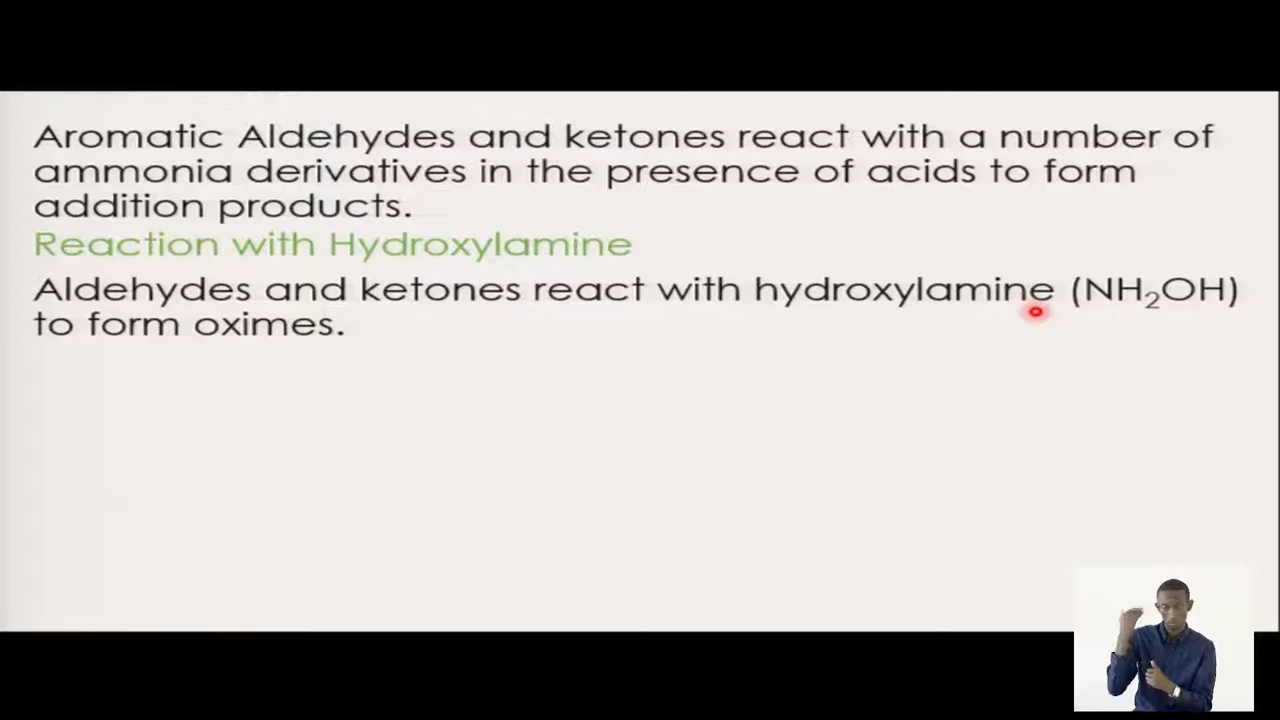 Aromatic Aldehydes and ketones react with a number of
ammonia derivatives in the presence of acids to form
addition products.
Reaction with Hydroxylamine
Aldehydes and ketones react with hydroxylamine (NH₂OH)
to form oximes.